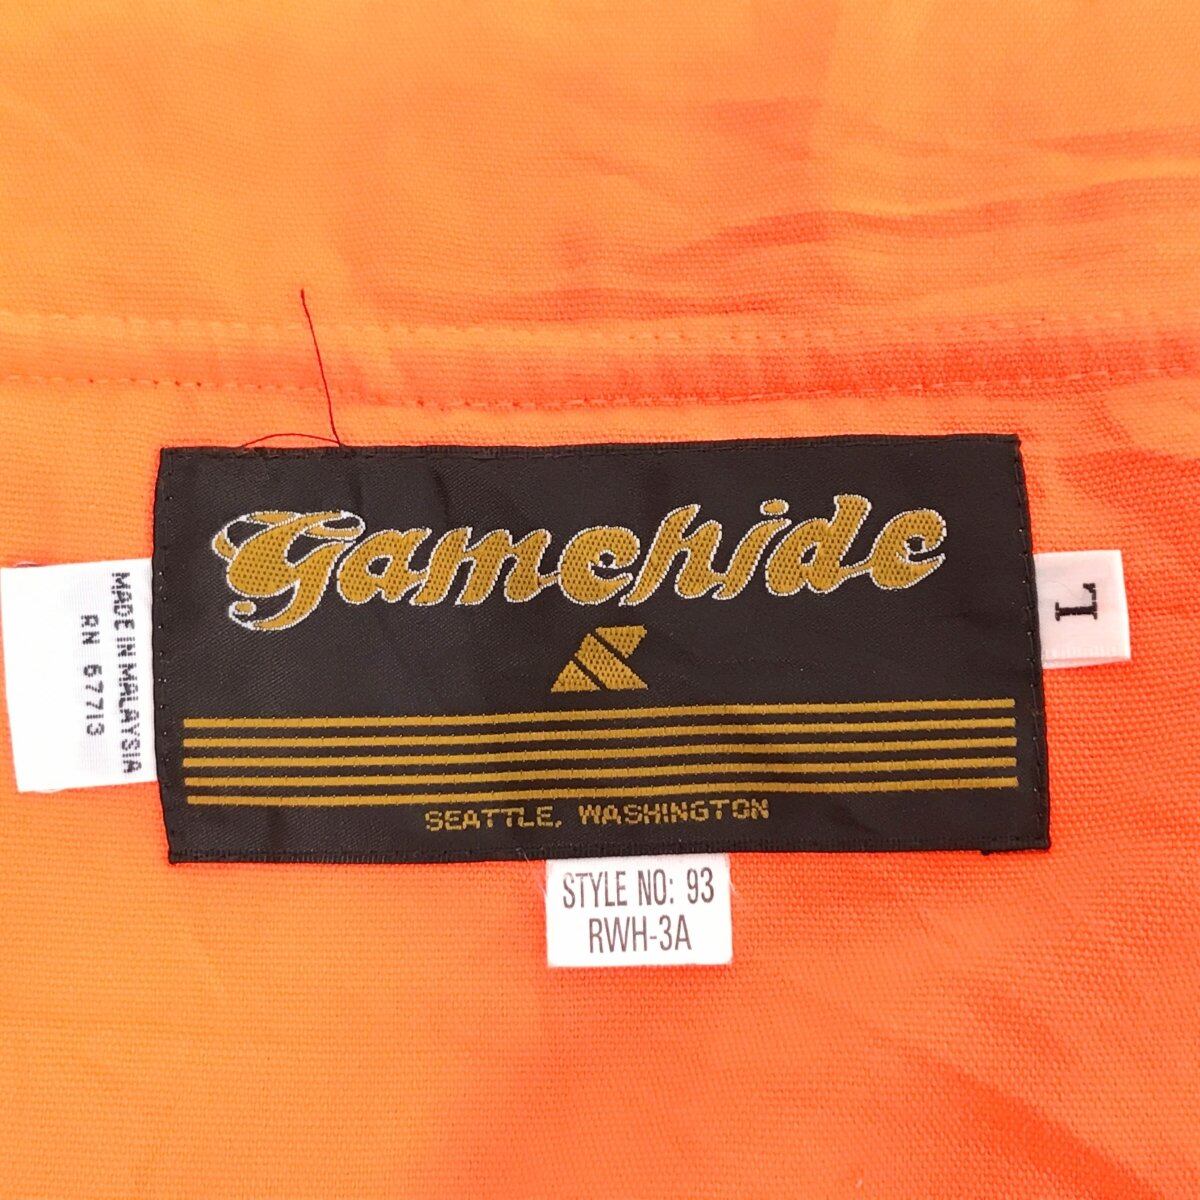 Gamehide
SEATTLE, WASHINGTON
MADE IN MALAYSIA
RN 67713
L
STYLE NO: 93
RWH-3A